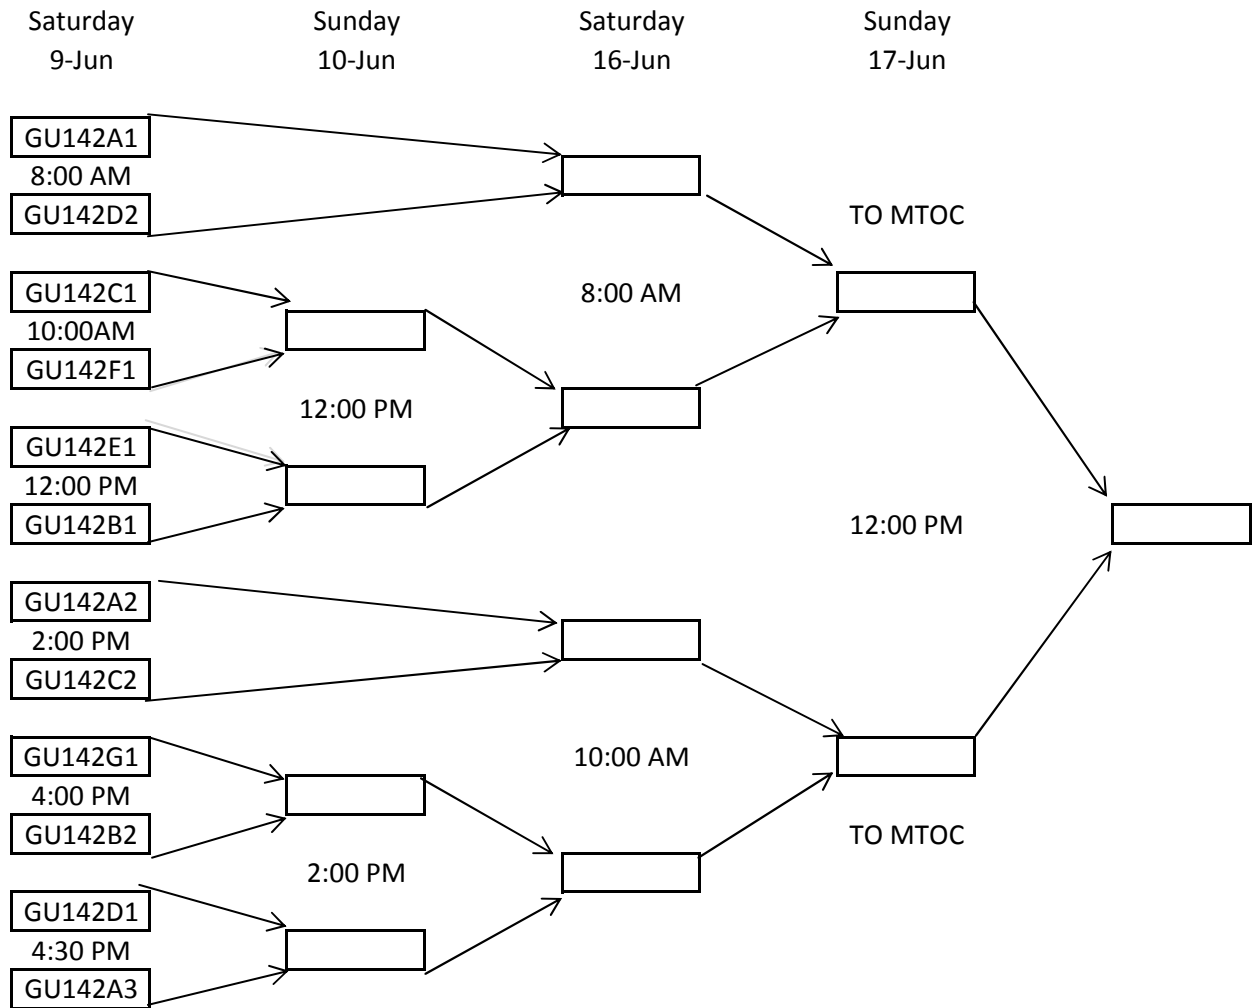 Saturday Sunday Saturday Sunday
9-Jun 10-Jun 16-Jun 17-Jun
GU142A1
8:00 AM
GU142D2 TO MTOC
GU142C1 8:00 AM
10:00AM
GU142F1
12:00 PM
GU142E1
12:00 PM
GU142B1 12:00 PM
GU142A2
2:00 PM
GU142C2
GU142G1 10:00 AM
4:00 PM
GU142B2 TO MTOC
2:00 PM
GU142D1
4:30 PM
GU142A3